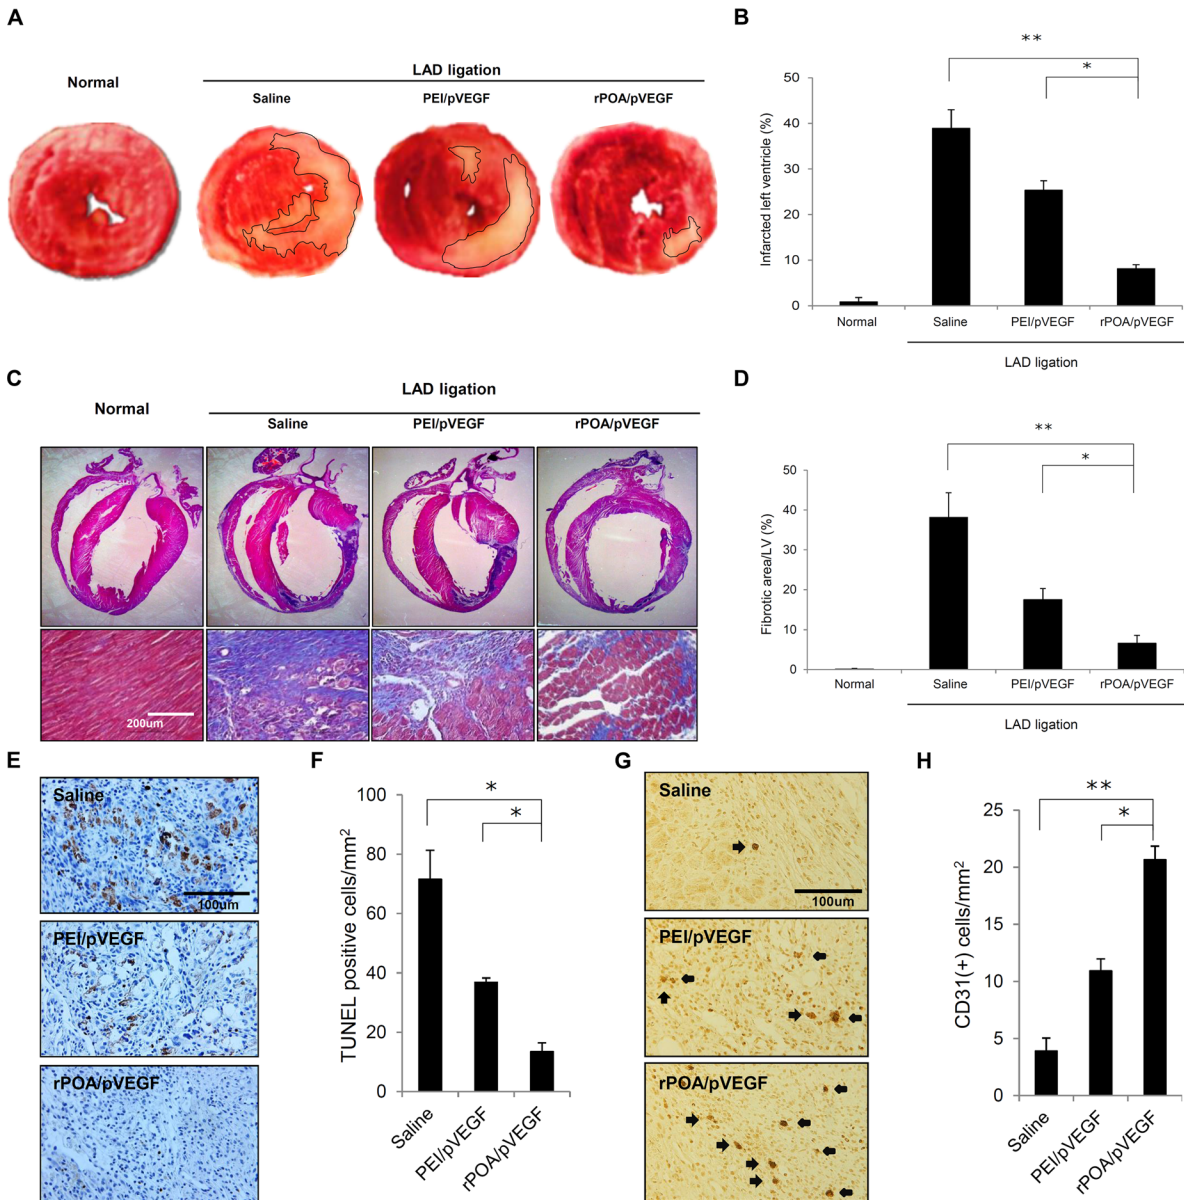 A
LAD ligation
Normal
Saline
PEI/pVEGF
rPOA/pVEGF
B
**
*
Infarcted left ventricle (%)
50
40
30
20
10
0
Normal
Saline
PEI/pVEGF
rPOA/pVEGF
LAD ligation
C
LAD ligation
Normal
Saline
PEI/pVEGF
rPOA/pVEGF
200um
D
**
*
Fibrotic area/LV (%)
50
40
30
20
10
0
Normal
Saline
PEI/pVEGF
rPOA/pVEGF
LAD ligation
E
Saline
100um
PEI/pVEGF
rPOA/pVEGF
F
*
*
TUNEL positive cells/mm²
100
80
60
40
20
0
Saline
PEI/pVEGF
rPOA/pVEGF
G
Saline
100um
PEI/pVEGF
rPOA/pVEGF
H
**
*
CD31(+) cells/mm²
25
20
15
10
5
0
Saline
PEI/pVEGF
rPOA/pVEGF